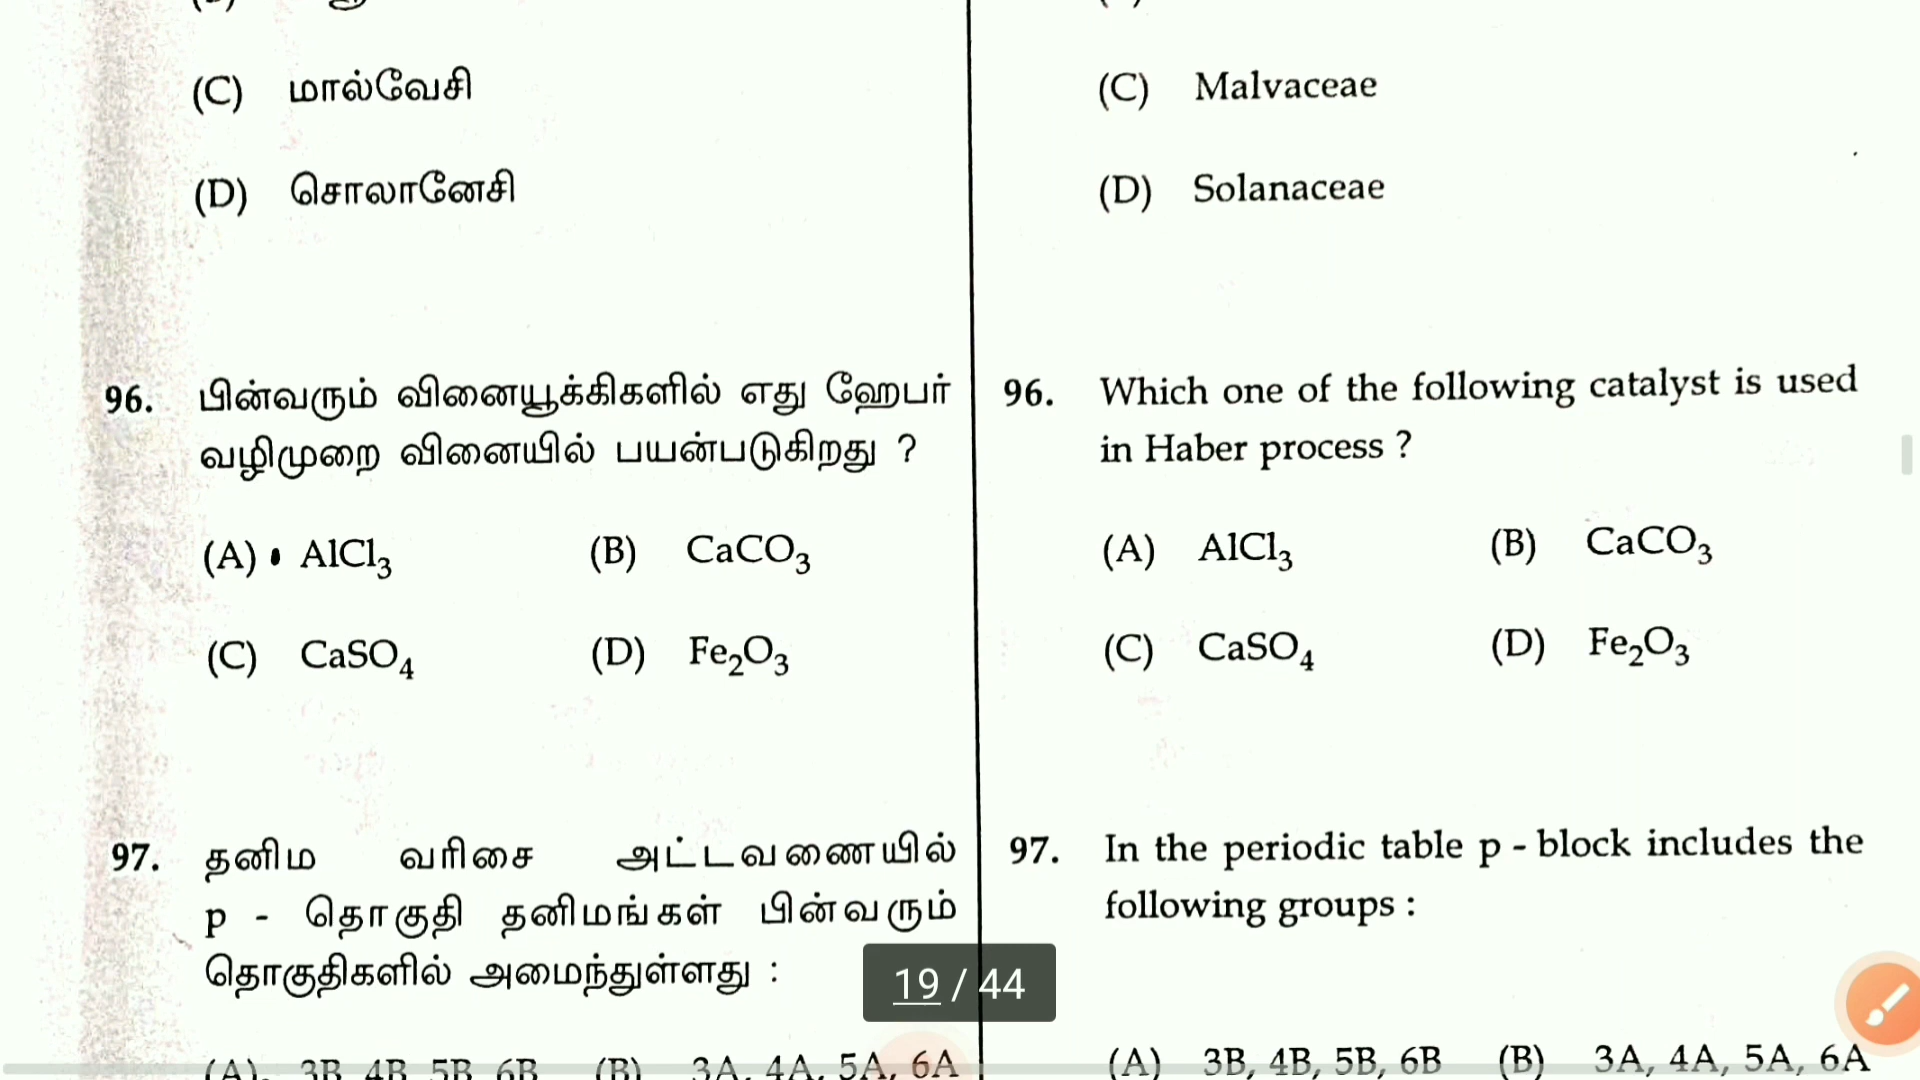 (C) மால்வேசி
(D) சொலானேசி
96. பின்வரும் வினையூக்கிகளில் எது ஹேபர்
வழிமுறை வினையில் பயன்படுகிறது ?
(A) AlCl3 (B) CaCO3
(C) CaSO4 (D) Fe2O3
97. தனிம வரிசை அட்டவணையில்
p - தொகுதி தனிமங்கள் பின்வரும்
தொகுதிகளில் அமைந்துள்ளது :
(A) 3B, 4B, 5B, 6B (B) 3A, 4A, 5A, 6A
(C) Malvaceae
(D) Solanaceae
96. Which one of the following catalyst is used
in Haber process ?
(A) AlCl3 (B) CaCO3
(C) CaSO4 (D) Fe2O3
97. In the periodic table p - block includes the
following groups :
(A) 3B, 4B, 5B, 6B (B) 3A, 4A, 5A, 6A
19 / 44